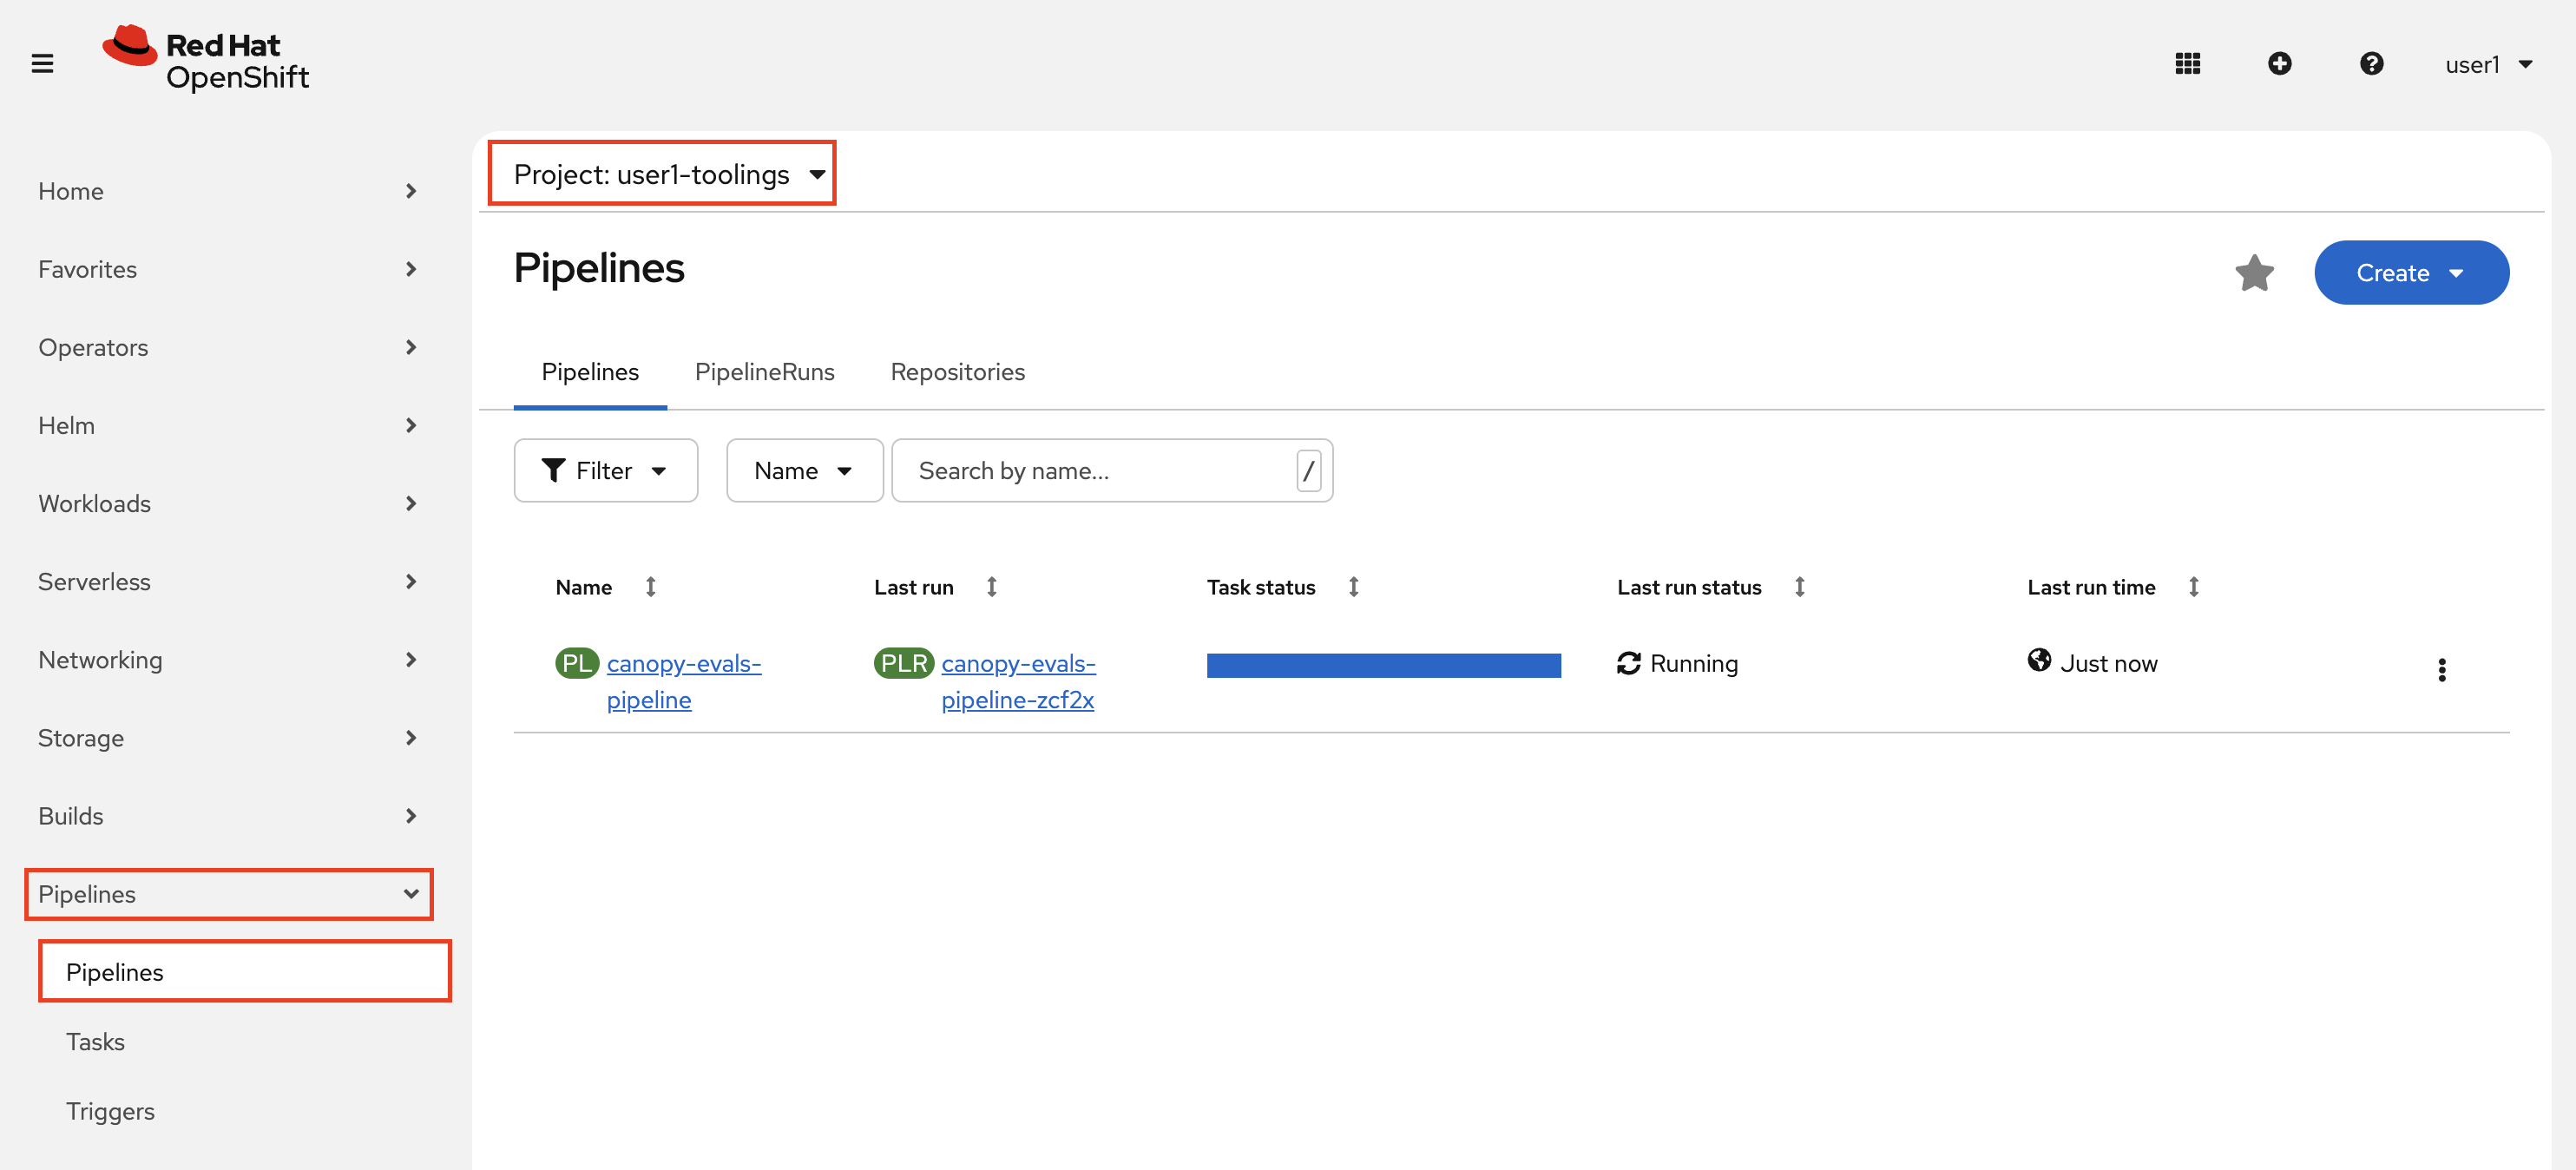 Red Hat
OpenShift
user1
Home
Favorites
Operators
Helm
Workloads
Serverless
Networking
Storage
Builds
Pipelines
Pipelines
Tasks
Triggers
Project: user1-toolings
Pipelines
Create
Pipelines PipelineRuns Repositories
Filter Name Search by name... /
Name Last run Task status Last run status Last run time
PL canopy-evals-pipeline PLR canopy-evals-pipeline-zcf2x Running Just now